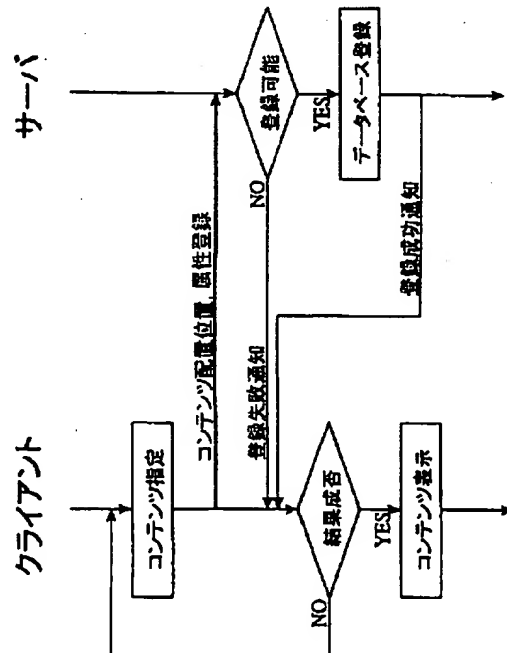 クライアント
サーバ
コンテンツ指定
コンテンツ配置位置, 属性登録
登録可能
NO
YES
登録失敗通知
データベース登録
登録成功通知
結果成否
NO
YES
コンテンツ表示